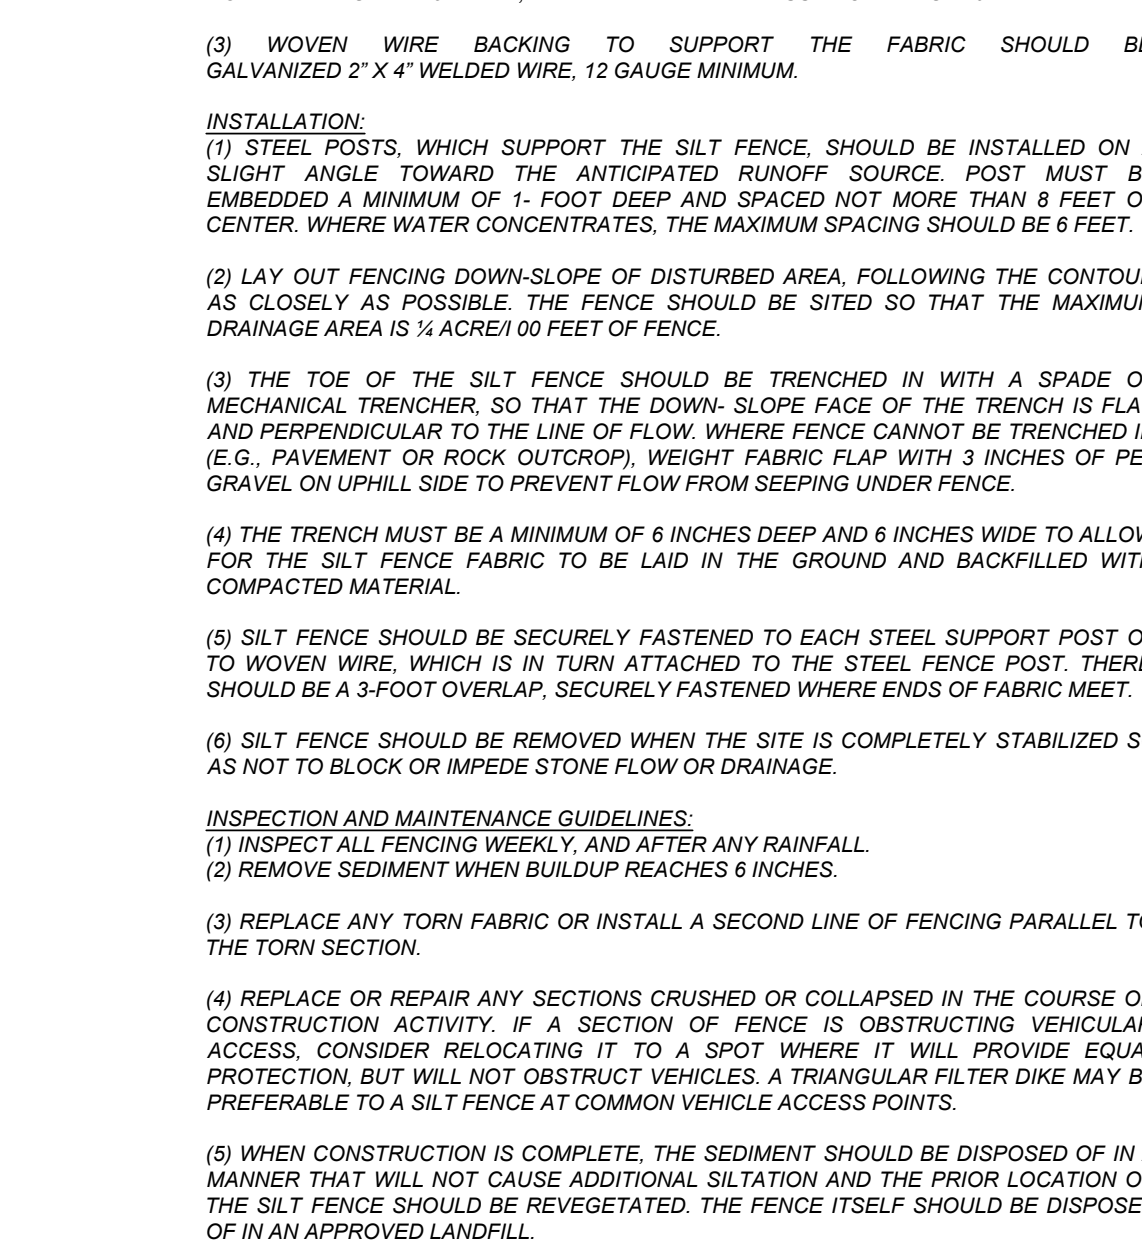 (3) WOVEN WIRE BACKING TO SUPPORT THE FABRIC SHOULD BE
GALVANIZED 2” X 4” WELDED WIRE, 12 GAUGE MINIMUM.
INSTALLATION:
(1) STEEL POSTS, WHICH SUPPORT THE SILT FENCE, SHOULD BE INSTALLED ON
SLIGHT ANGLE TOWARD THE ANTICIPATED RUNOFF SOURCE. POST MUST B
EMBEDDED A MINIMUM OF 1- FOOT DEEP AND SPACED NOT MORE THAN 8 FEET O
CENTER. WHERE WATER CONCENTRATES, THE MAXIMUM SPACING SHOULD BE 6 FEET.
(2) LAY OUT FENCING DOWN-SLOPE OF DISTURBED AREA, FOLLOWING THE CONTOU
AS CLOSELY AS POSSIBLE. THE FENCE SHOULD BE SITED SO THAT THE MAXIMUM
DRAINAGE AREA IS ¼ ACRE/I 00 FEET OF FENCE.
(3) THE TOE OF THE SILT FENCE SHOULD BE TRENCHED IN WITH A SPADE O
MECHANICAL TRENCHER, SO THAT THE DOWN- SLOPE FACE OF THE TRENCH IS FLA
AND PERPENDICULAR TO THE LINE OF FLOW. WHERE FENCE CANNOT BE TRENCHED I
(E.G., PAVEMENT OR ROCK OUTCROP), WEIGHT FABRIC FLAP WITH 3 INCHES OF PE
GRAVEL ON UPHILL SIDE TO PREVENT FLOW FROM SEEPING UNDER FENCE.
(4) THE TRENCH MUST BE A MINIMUM OF 6 INCHES DEEP AND 6 INCHES WIDE TO ALLOW
FOR THE SILT FENCE FABRIC TO BE LAID IN THE GROUND AND BACKFILLED WITH
COMPACTED MATERIAL.
(5) SILT FENCE SHOULD BE SECURELY FASTENED TO EACH STEEL SUPPORT POST O
TO WOVEN WIRE, WHICH IS IN TURN ATTACHED TO THE STEEL FENCE POST. THERE
SHOULD BE A 3-FOOT OVERLAP, SECURELY FASTENED WHERE ENDS OF FABRIC MEET.
(6) SILT FENCE SHOULD BE REMOVED WHEN THE SITE IS COMPLETELY STABILIZED S
AS NOT TO BLOCK OR IMPEDE STONE FLOW OR DRAINAGE.
INSPECTION AND MAINTENANCE GUIDELINES:
(1) INSPECT ALL FENCING WEEKLY, AND AFTER ANY RAINFALL.
(2) REMOVE SEDIMENT WHEN BUILDUP REACHES 6 INCHES.
(3) REPLACE ANY TORN FABRIC OR INSTALL A SECOND LINE OF FENCING PARALLEL TO
THE TORN SECTION.
(4) REPLACE OR REPAIR ANY SECTIONS CRUSHED OR COLLAPSED IN THE COURSE OF
CONSTRUCTION ACTIVITY. IF A SECTION OF FENCE IS OBSTRUCTING VEHICULAR
ACCESS, CONSIDER RELOCATING IT TO A SPOT WHERE IT WILL PROVIDE EQUA
PROTECTION, BUT WILL NOT OBSTRUCT VEHICLES. A TRIANGULAR FILTER DIKE MAY B
PREFERABLE TO A SILT FENCE AT COMMON VEHICLE ACCESS POINTS.
(5) WHEN CONSTRUCTION IS COMPLETE, THE SEDIMENT SHOULD BE DISPOSED OF IN
MANNER THAT WILL NOT CAUSE ADDITIONAL SILTATION AND THE PRIOR LOCATION O
THE SILT FENCE SHOULD BE REVEGETATED. THE FENCE ITSELF SHOULD BE DISPOSE
OF IN AN APPROVED LANDFILL.